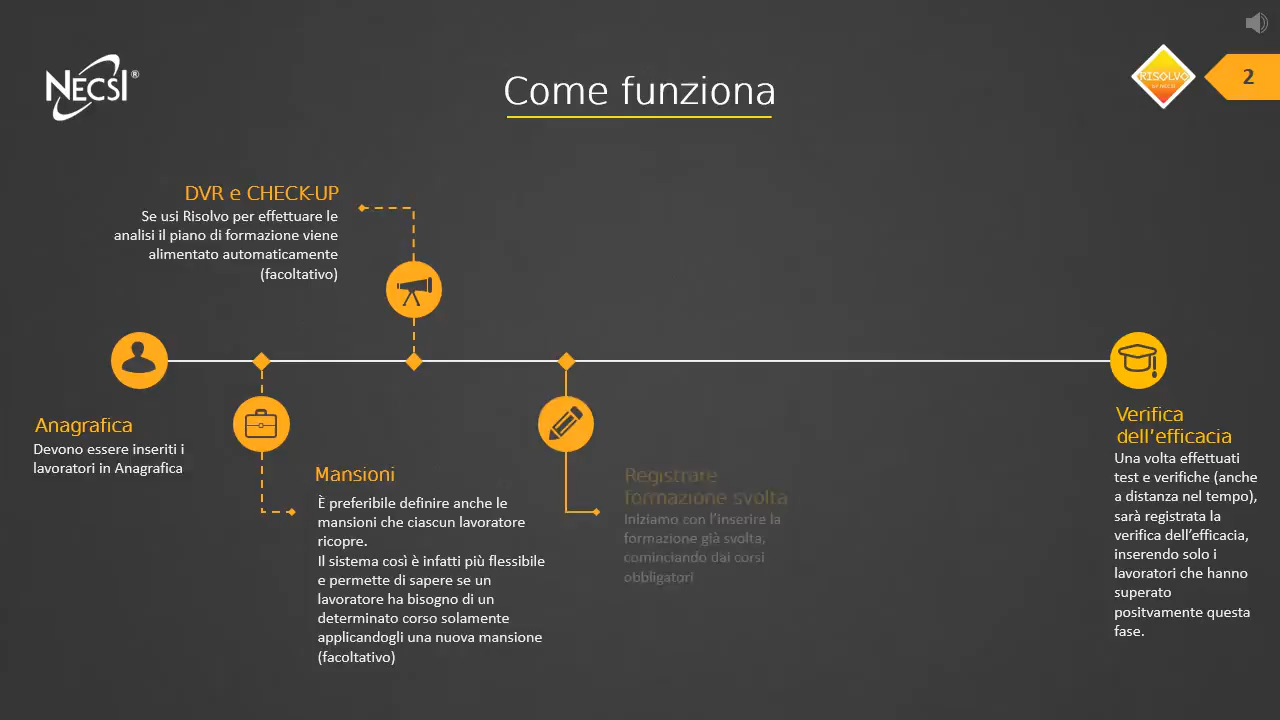 NECSI®
Come funziona
RISOLVO
by NECSI
2
DVR e CHECK-UP
Se usi Risolvo per effettuare le
analisi il piano di formazione viene
alimentato automaticamente
(facoltativo)
Anagrafica
Devono essere inseriti i
lavoratori in Anagrafica
Mansioni
È preferibile definire anche le
mansioni che ciascun lavoratore
ricopre.
Il sistema così è infatti più flessibile
e permette di sapere se un
lavoratore ha bisogno di un
determinato corso solamente
applicandogli una nuova mansione
(facoltativo)
Registrare
formazione svolta
Iniziamo con l’inserire la
formazione già svolta,
cominciando dai corsi
obbligatori
Verifica
dell’efficacia
Una volta effettuati
test e verifiche (anche
a distanza nel tempo),
sarà registrata la
verifica dell’efficacia,
inserendo solo i
lavoratori che hanno
superato
positvamente questa
fase.